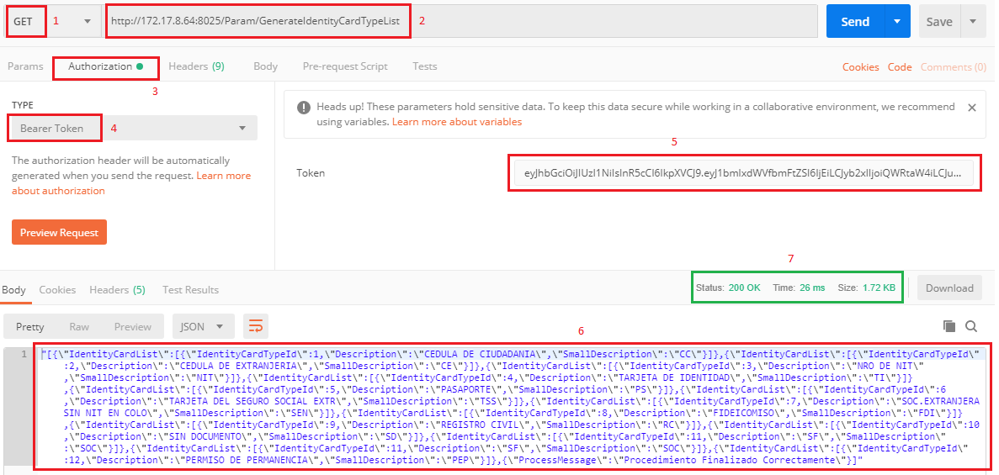 GET 1 http://172.17.8.64:8025/Param/GenerateIdentityCardTypeList 2 Send Save
Params Authorization Headers (9) Body Pre-request Script Tests Cookies Code Comments (0)
3
TYPE
Bearer Token 4
The authorization header will be automatically
generated when you send the request. Learn more
about authorization
Preview Request
Heads up! These parameters hold sensitive data. To keep this data secure while working in a collaborative environment, we recommend
using variables. Learn more about variables
5
Token
7
Body Cookies Headers (5) Test Results Status: 200 OK Time: 26 ms Size: 1.72 KB Download
Pretty Raw Preview JSON
6
1 "[{\"IdentityCardList\":[{\"IdentityCardTypeId\":1,\"Description\":\"CEDULA DE CIUDADANIA\",\"SmallDescription\":\"CC\"}]},{\"IdentityCardList\":[{\"IdentityCardTypeId\"
:2,\"Description\":\"CEDULA DE EXTRANJERIA\",\"SmallDescription\":\"CE\"}]},{\"IdentityCardList\":[{\"IdentityCardTypeId\":3,\"Description\":\"NRO DE NIT\"
,\"SmallDescription\":\"NIT\"}]},{\"IdentityCardList\":[{\"IdentityCardTypeId\":4,\"Description\":\"TARJETA DE IDENTIDAD\",\"SmallDescription\":\"TI\"}]}
,{\"IdentityCardList\":[{\"IdentityCardTypeId\":5,\"Description\":\"PASAPORTE\",\"SmallDescription\":\"PS\"}]},{\"IdentityCardList\":[{\"IdentityCardTypeId\":6
,\"Description\":\"TARJETA DEL SEGURO SOCIAL EXTR\",\"SmallDescription\":\"TSS\"}]},{\"IdentityCardList\":[{\"IdentityCardTypeId\":7,\"Description\":\"SOC.EXTRANJERA
SIN NIT EN COLO\",\"SmallDescription\":\"SEN\"}]},{\"IdentityCardList\":[{\"IdentityCardTypeId\":8,\"Description\":\"FIDEICOMISO\",\"SmallDescription\":\"FDI\"}]}
,{\"IdentityCardList\":[{\"IdentityCardTypeId\":9,\"Description\":\"REGISTRO CIVIL\",\"SmallDescription\":\"RC\"}]},{\"IdentityCardList\":[{\"IdentityCardTypeId\":10
,\"Description\":\"SIN DOCUMENTO\",\"SmallDescription\":\"SD\"}]},{\"IdentityCardList\":[{\"IdentityCardTypeId\":11,\"Description\":\"SF\",\"SmallDescription\"
:\"SOC\"}]},{\"IdentityCardList\":[{\"IdentityCardTypeId\":11,\"Description\":\"SF\",\"SmallDescription\":\"SOC\"}]},{\"IdentityCardList\":[{\"IdentityCardTypeId\"
:12,\"Description\":\"PERMISO DE PERMANENCIA\",\"SmallDescription\":\"PEP\"}]},{\"ProcessMessage\":\"Procedimiento Finalizado Correctamente\"}]"